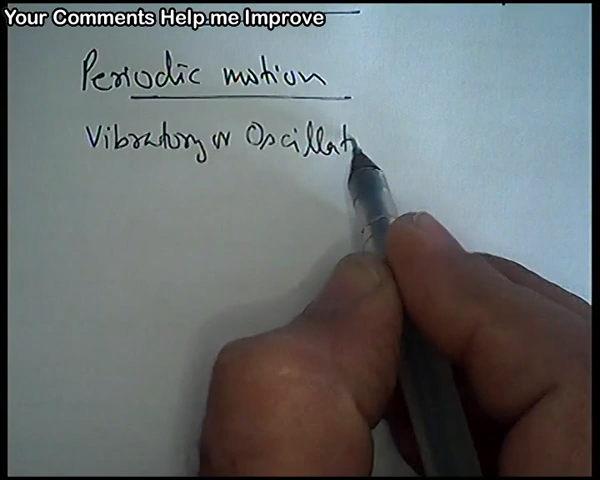 Your Comments Help me Improve
Periodic motion
Vibratory or Oscillat